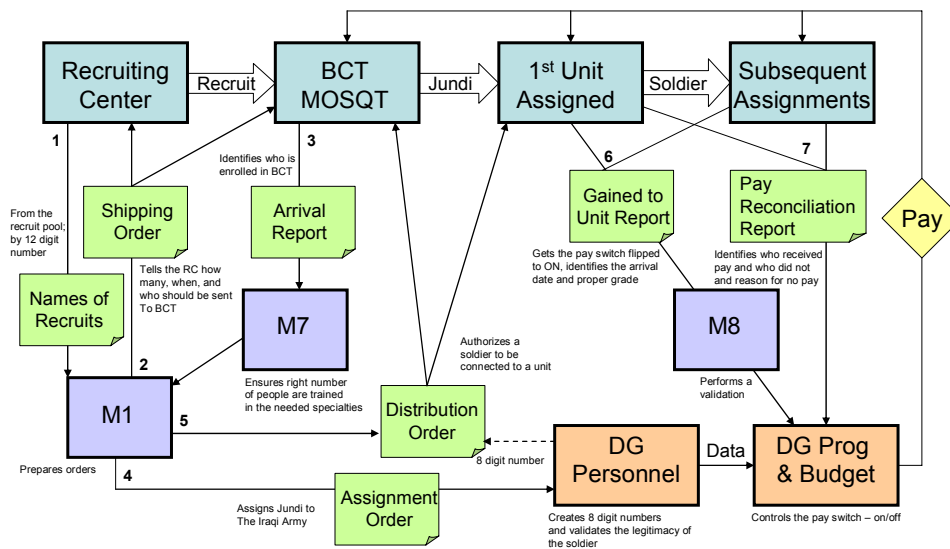 Recruiting
Center
Recruit
BCT
MOSQT
Jundi
1st Unit
Assigned
Soldier
Subsequent
Assignments
1
3
Identifies who is
enrolled in BCT
6
7
From the
recruit pool;
by 12 digit
number
Shipping
Order
Arrival
Report
Gained to
Unit Report
Pay
Reconciliation
Report
Pay
Tells the RC how
many, when, and
who should be sent
To BCT
Gets the pay switch flipped
to ON, identifies the arrival
date and proper grade
Identifies who received
pay and who did not
and reason for no pay
Names of
Recruits
M7
M8
2
Ensures right number
of people are trained
in the needed specialties
Authorizes a
soldier to be
connected to a unit
Performs a
validation
M1
5
Distribution
Order
Prepares orders
4
8 digit number
DG
Personnel
Data
DG Prog
& Budget
Assigns Jundi to
The Iraqi Army
Assignment
Order
Creates 8 digit numbers
and validates the legitimacy of
the soldier
Controls the pay switch – on/off